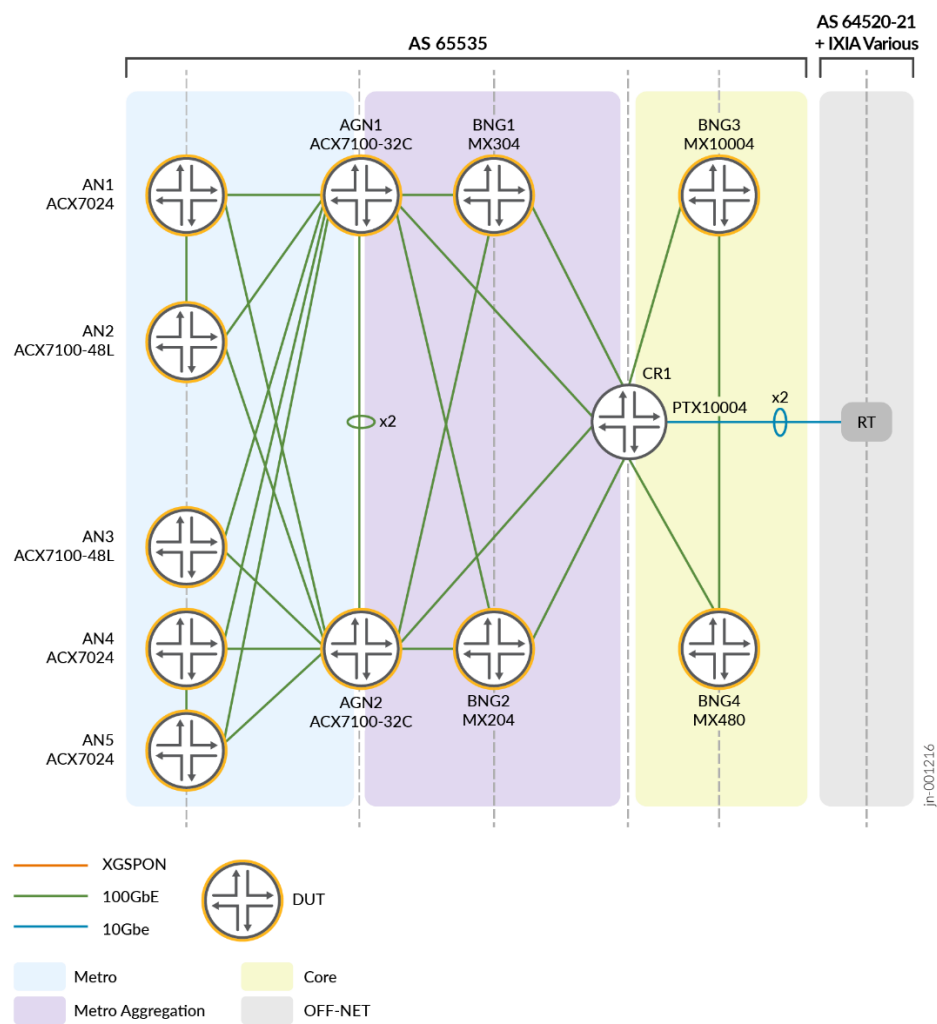 AS 65535
AS 64520-21
+ IXIA Various
AGN1
ACX7100-32C
BNG1
MX304
BNG3
MX10004
AN1
ACX7024
AN2
ACX7100-48L
CR1
PTX10004
x2
x2
RT
AN3
ACX7100-48L
AN4
ACX7024
AN5
ACX7024
AGN2
ACX7100-32C
BNG2
MX204
BNG4
MX480
jn-001216
XGSPON
100GbE
10Gbe
DUT
Metro
Core
Metro Aggregation
OFF-NET